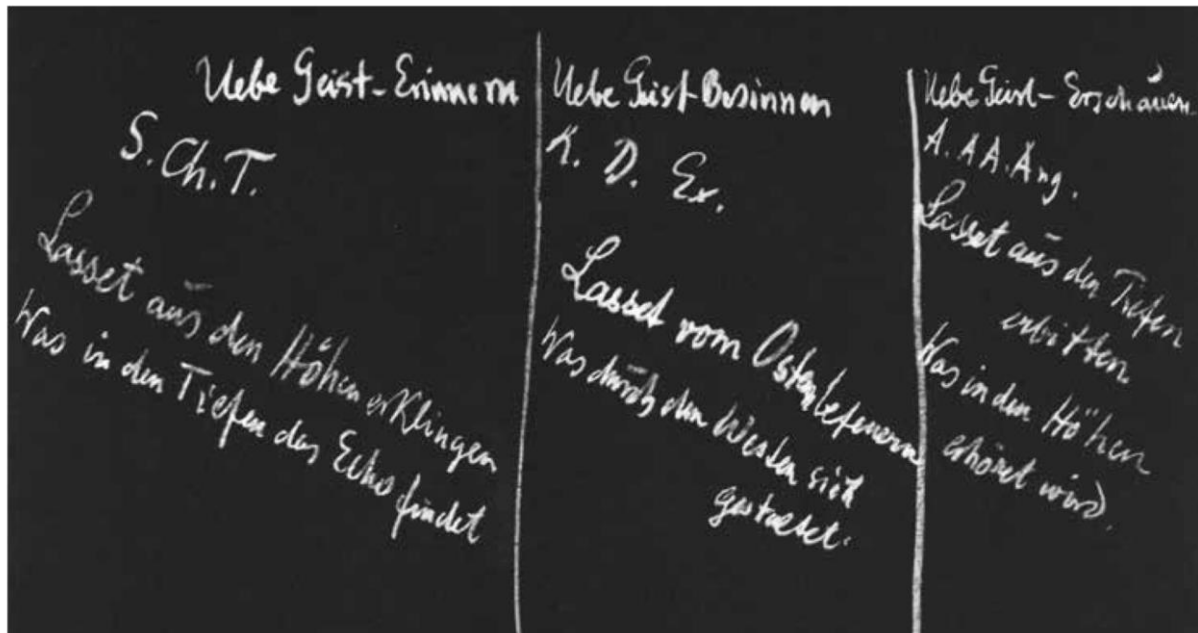 Uebe Geist-Erinnern
S. Ch. T.
Lasset aus den Höhen erklingen
Was in den Tiefen das Echo findet
Uebe Geist-Besinnen
K. D. Ex.
Lasset vom Osten befeuern
Was durch den Westen sich
gestaltet.
Uebe Geist-Erschauen
A. AA. Ang.
Lasset aus den Tiefen
erbitten
Was in den Höhen
erhöret wird.